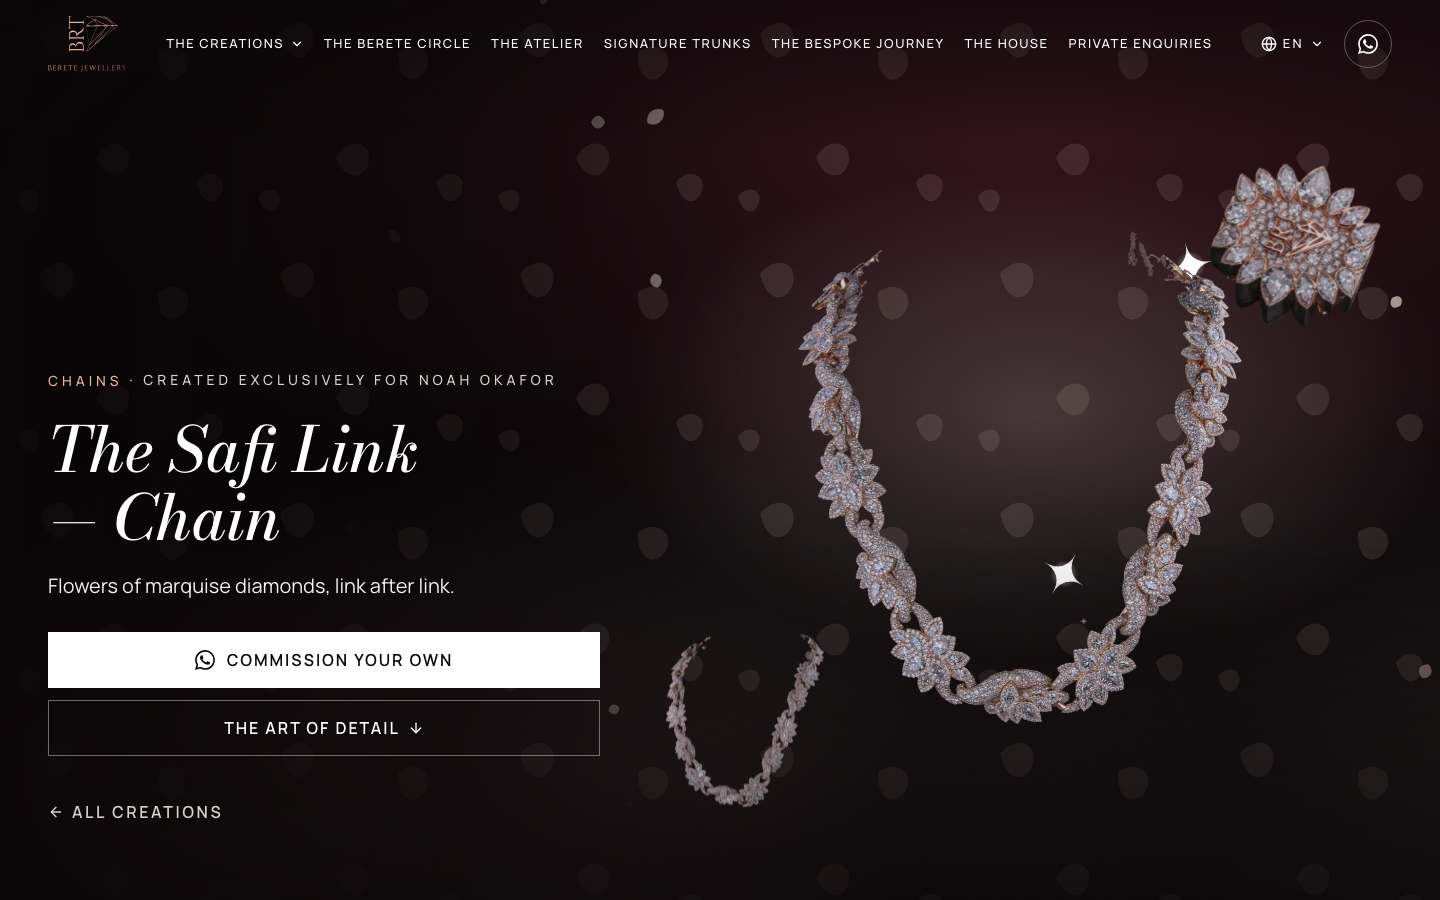 BRT
BERETE JEWELLERS
THE CREATIONS
THE BERETE CIRCLE
THE ATELIER
SIGNATURE TRUNKS
THE BESPOKE JOURNEY
THE HOUSE
PRIVATE ENQUIRIES
EN
CHAINS · CREATED EXCLUSIVELY FOR NOAH OKAFOR
The Safi Link
— Chain
Flowers of marquise diamonds, link after link.
COMMISSION YOUR OWN
THE ART OF DETAIL ↓
← ALL CREATIONS